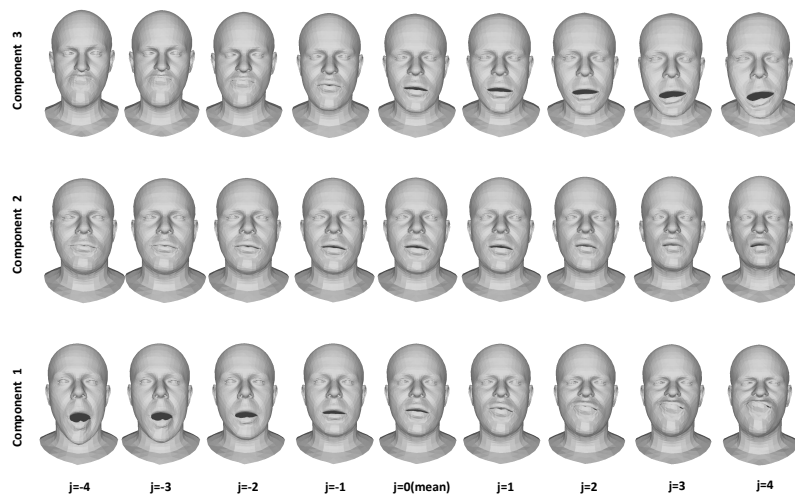 Component 3
Component 2
Component 1
j=-4 j=-3 j=-2 j=-1 j=0(mean) j=1 j=2 j=3 j=4